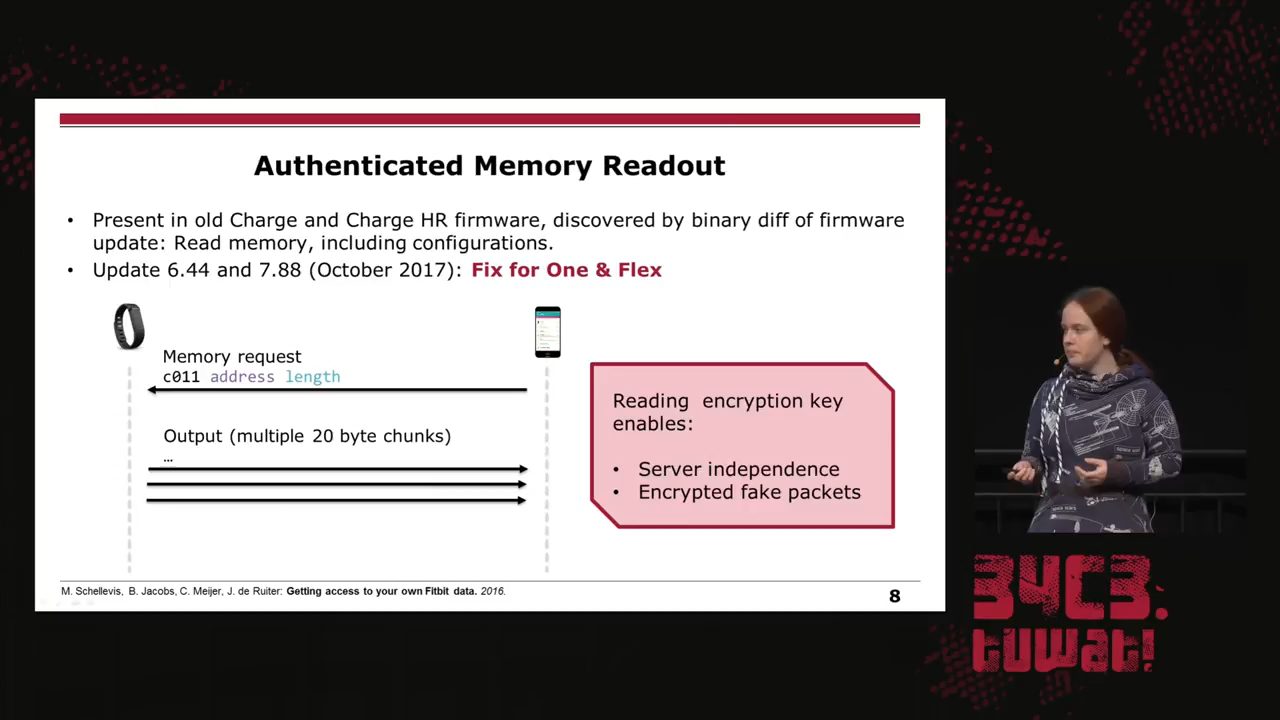 Authenticated Memory Readout
• Present in old Charge and Charge HR firmware, discovered by binary diff of firmware
update: Read memory, including configurations.
• Update 6.44 and 7.88 (October 2017): Fix for One & Flex
Memory request
c011 address length
Output (multiple 20 byte chunks)
…
Reading encryption key
enables:
• Server independence
• Encrypted fake packets
M. Schellevis, B. Jacobs, C. Meijer, J. de Ruiter: Getting access to your own Fitbit data. 2016.
8
34C3.
tuwat!